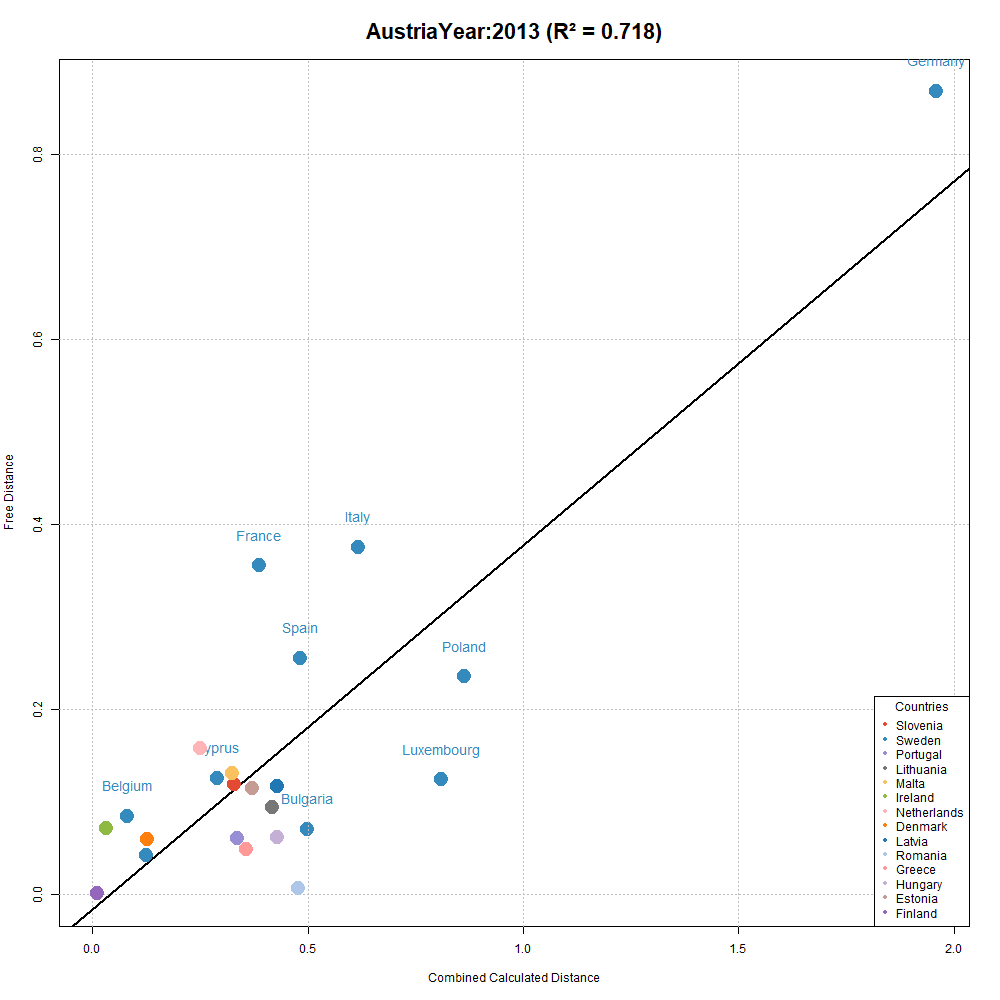 AustriaYear:2013 (R² = 0.718)
Germany
0.8
0.6
Free Distance
0.4
Italy
France
Spain
Poland
0.2
yprus
Luxembourg
Belgium
Bulgaria
0.0
Countries
Slovenia
Sweden
Portugal
Lithuania
Malta
Ireland
Netherlands
Denmark
Latvia
Romania
Greece
Hungary
Estonia
Finland
0.0 0.5 1.0 1.5 2.0
Combined Calculated Distance